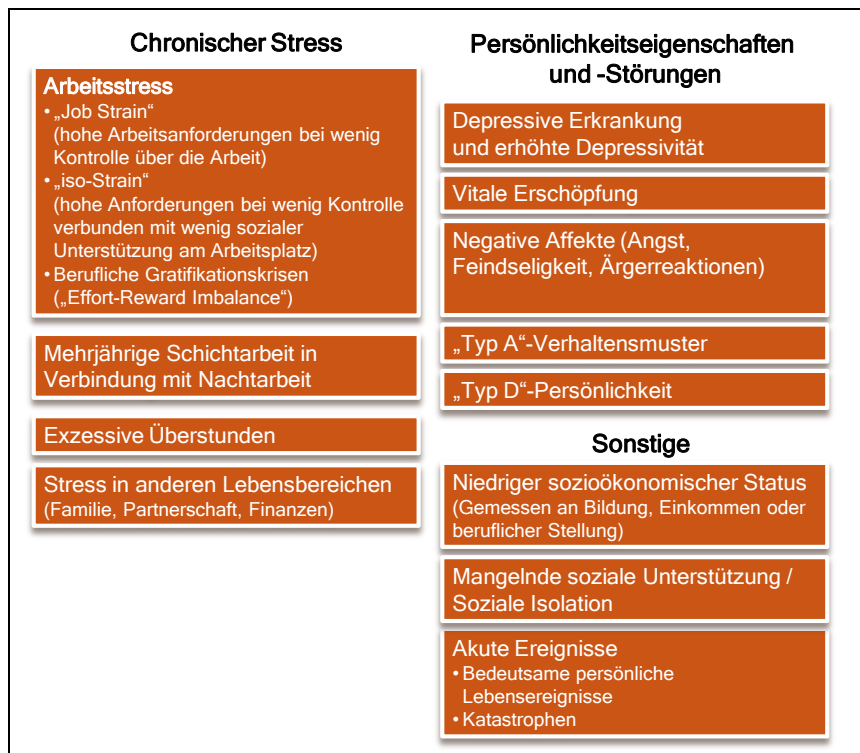 Chronischer Stress
Arbeitsstress
• „Job Strain“
(hohe Arbeitsanforderungen bei wenig
Kontrolle über die Arbeit)
• „iso-Strain“
(hohe Anforderungen bei wenig Kontrolle
verbunden mit wenig sozialer
Unterstützung am Arbeitsplatz)
• Berufliche Gratifikationskrisen
(„Effort-Reward Imbalance“)
Mehrjährige Schichtarbeit in
Verbindung mit Nachtarbeit
Exzessive Überstunden
Stress in anderen Lebensbereichen
(Familie, Partnerschaft, Finanzen)
Persönlichkeitseigenschaften
und -Störungen
Depressive Erkrankung
und erhöhte Depressivität
Vitale Erschöpfung
Negative Affekte (Angst,
Feindseligkeit, Ärgerreaktionen)
„Typ A“-Verhaltensmuster
„Typ D“-Persönlichkeit
Sonstige
Niedriger sozioökonomischer Status
(Gemessen an Bildung, Einkommen oder
beruflicher Stellung)
Mangelnde soziale Unterstützung /
Soziale Isolation
Akute Ereignisse
• Bedeutsame persönliche
Lebensereignisse
• Katastrophen